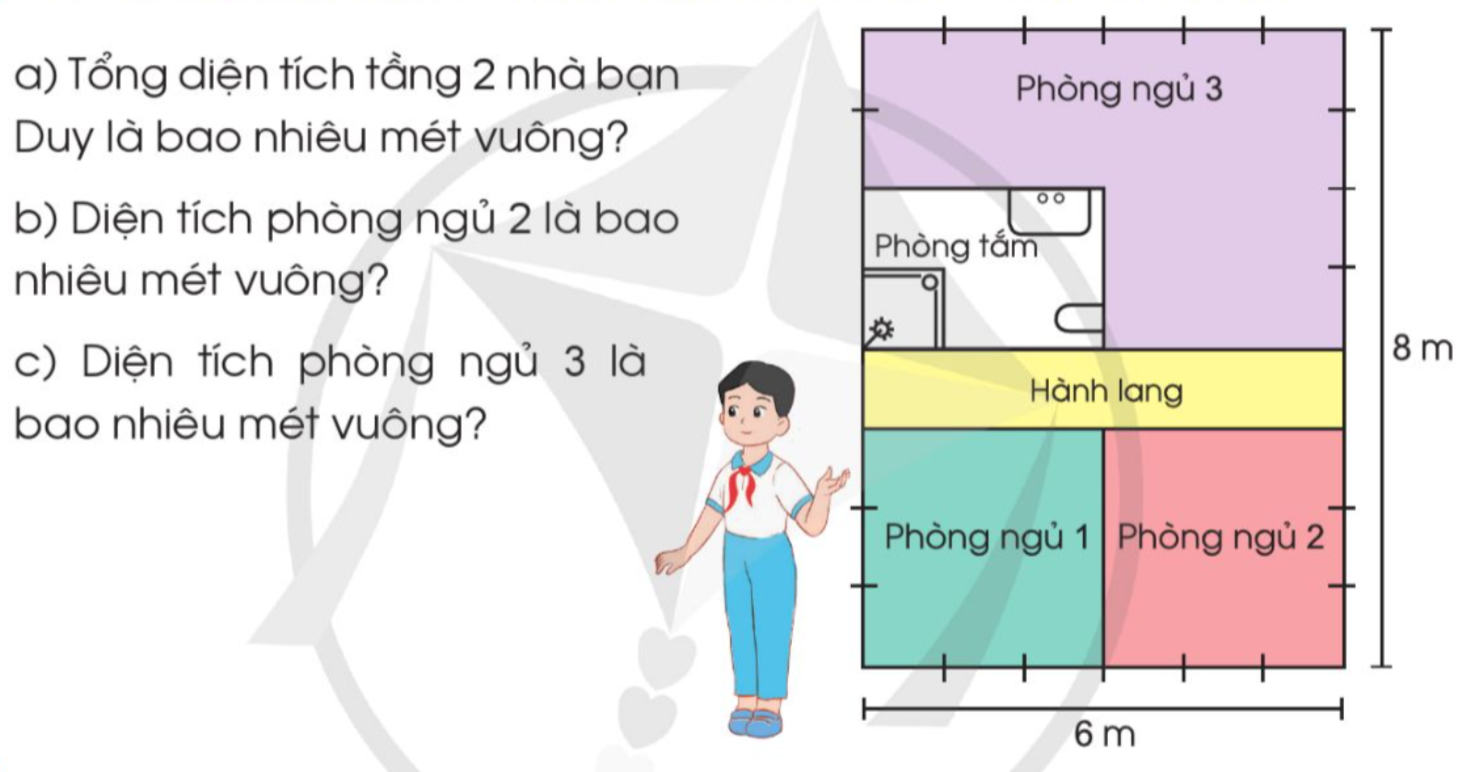 a) Tổng diện tích tầng 2 nhà bạn
Duy là bao nhiêu mét vuông?
b) Diện tích phòng ngủ 2 là bao
nhiêu mét vuông?
c) Diện tích phòng ngủ 3 là
bao nhiêu mét vuông?
Phòng ngủ 3
Phòng tắm
8 m
Hành lang
Phòng ngủ 1
Phòng ngủ 2
6 m